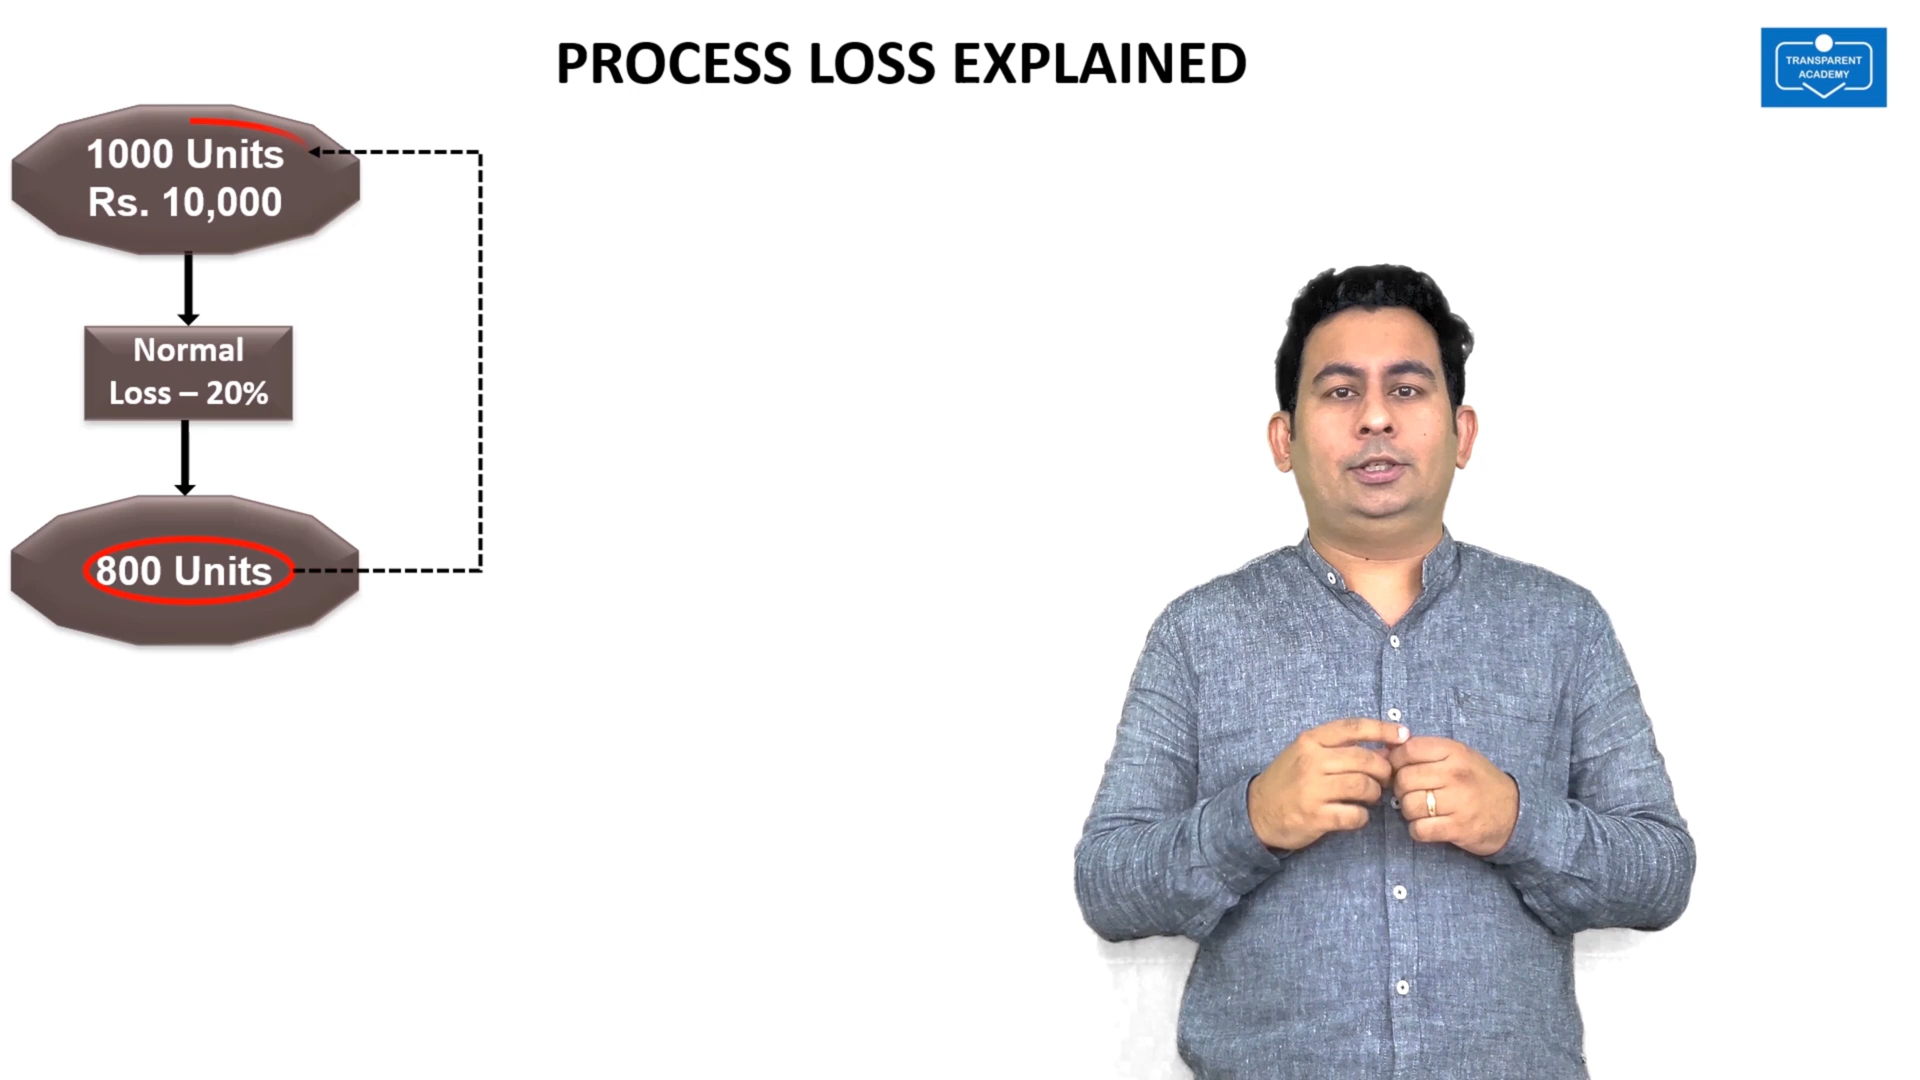 PROCESS LOSS EXPLAINED
TRANSPARENT
ACADEMY
1000 Units
Rs. 10,000
Normal
Loss – 20%
800 Units